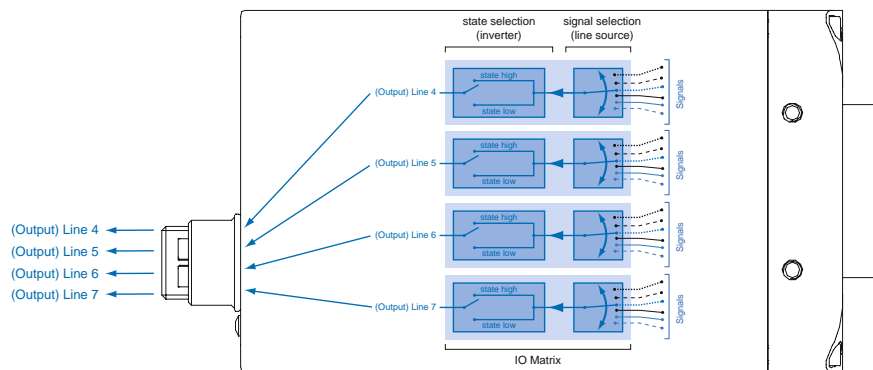 state selection
(inverter)
signal selection
(line source)
state high
(Output) Line 4
state low
Signals
state high
(Output) Line 5
state low
Signals
state high
(Output) Line 6
state low
Signals
state high
(Output) Line 7
state low
Signals
(Output) Line 4
(Output) Line 5
(Output) Line 6
(Output) Line 7
IO Matrix